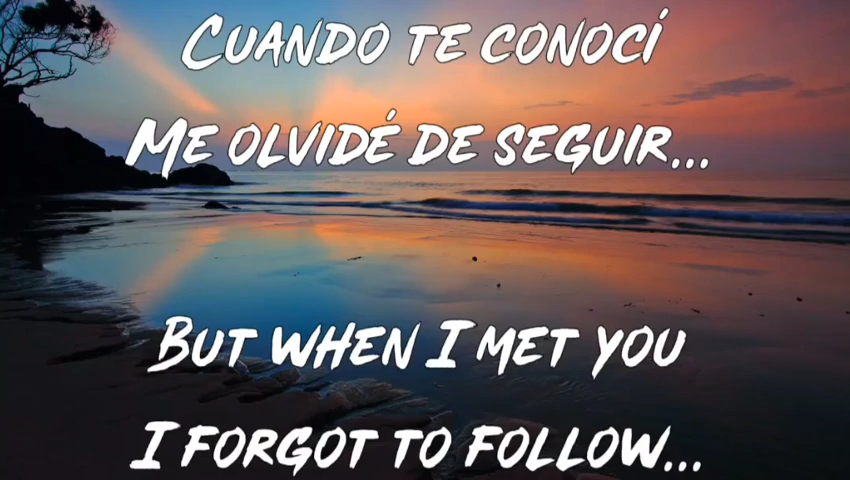 Cuando te conocí
Me olvidé de seguir...
But when I met you
I forgot to follow...